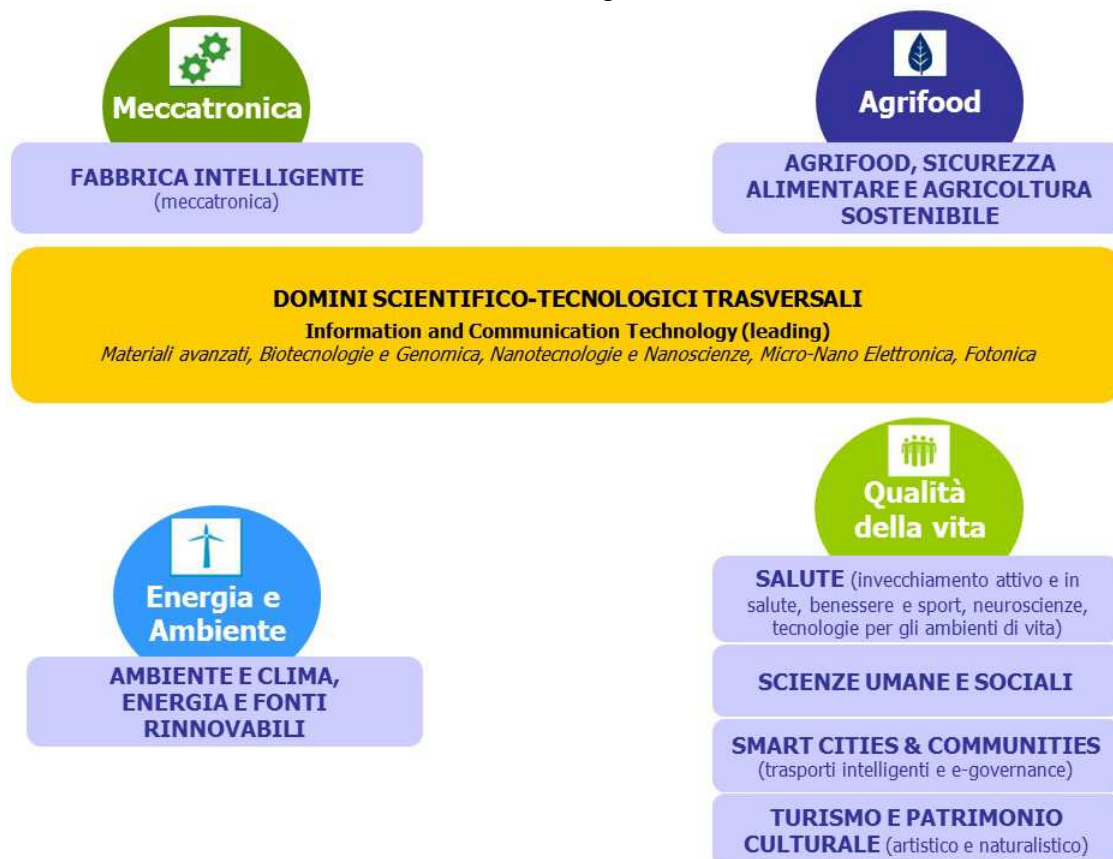 Meccatronica
FABBRICA INTELLIGENTE
(meccatronica)
Agrifood
AGRIFOOD, SICUREZZA
ALIMENTARE E AGRICOLTURA
SOSTENIBILE
DOMINI SCIENTIFICO-TECNOLOGICI TRASVERSALI
Information and Communication Technology (leading)
Materiali avanzati, Biotecnologie e Genomica, Nanotecnologie e Nanoscienze, Micro-Nano Elettronica, Fotonica
Energia e
Ambiente
AMBIENTE E CLIMA,
ENERGIA E FONTI
RINNOVABILI
Qualità
della vita
SALUTE (invecchiamento attivo e in
salute, benessere e sport, neuroscienze,
tecnologie per gli ambienti di vita)
SCIENZE UMANE E SOCIALI
SMART CITIES & COMMUNITIES
(trasporti intelligenti e e-governance)
TURISMO E PATRIMONIO
CULTURALE (artistico e naturalistico)